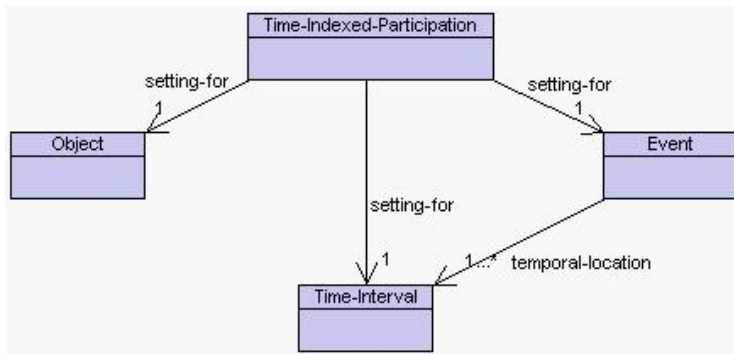 Time-Indexed-Participation
setting-for
setting-for
1
1
Object
Event
setting-for
1
1...*
temporal-location
Time-Interval